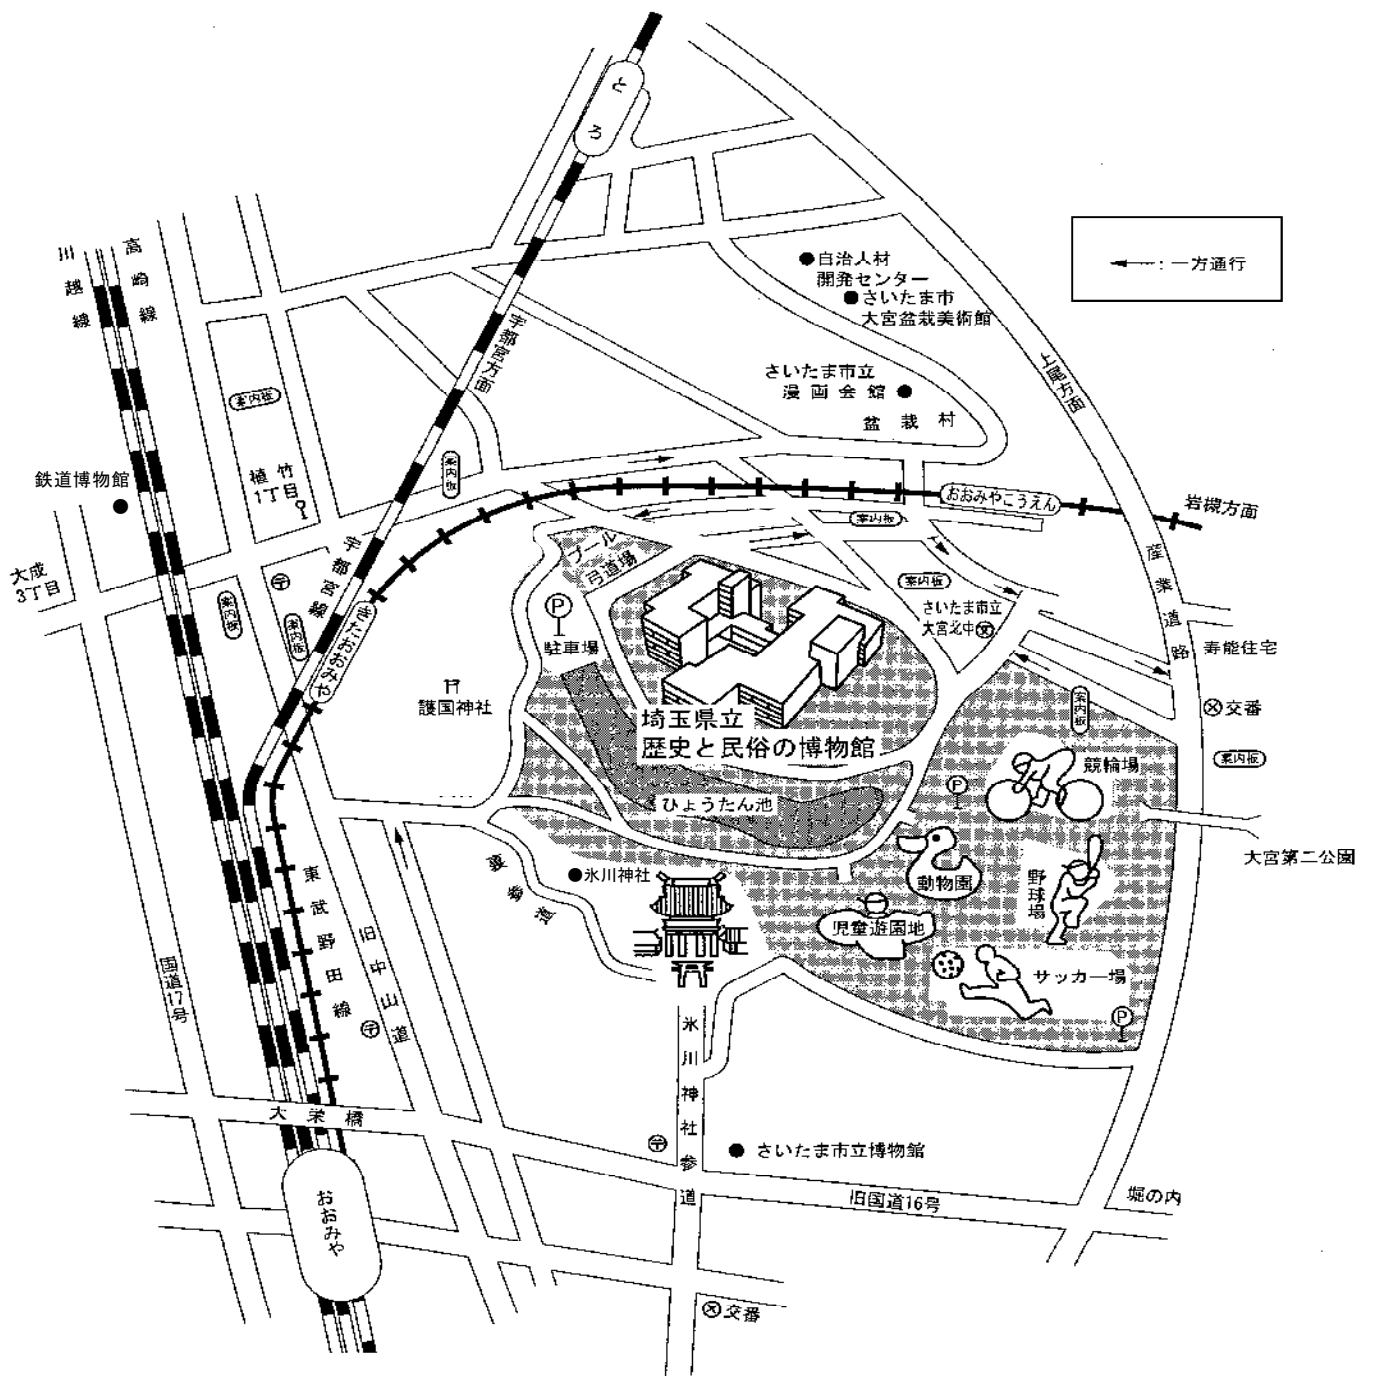 とろ
川越線
高崎線
：一方通行
自治人材
開発センター
さいたま市
大宮盆栽美術館
宇都宮方面
上尾方面
さいたま市立
漫画会館
盆栽村
案内板
案内板
鉄道博物館
植竹
1丁目
おおみやこうえん
岩槻方面
案内板
プール
弓道場
宇都宮線
産業道路
大成
3丁目
〒
案内板
案内板
案内板
P
駐車場
さいたま市立
大宮北中
文
きたおおみや
寿能住宅
護国神社
案内板
交番
埼玉県立
歴史と民俗の博物館
案内板
競輪場
P
ひょうたん池
大宮第二公園
裏参道
氷川神社
動物園
野球場
東武野田線
旧中山道
児童遊園地
サッカー場
国道17号
〒
P
氷川神社参道
大栄橋
〒
さいたま市立博物館
旧国道16号
堀の内
おおみや
交番